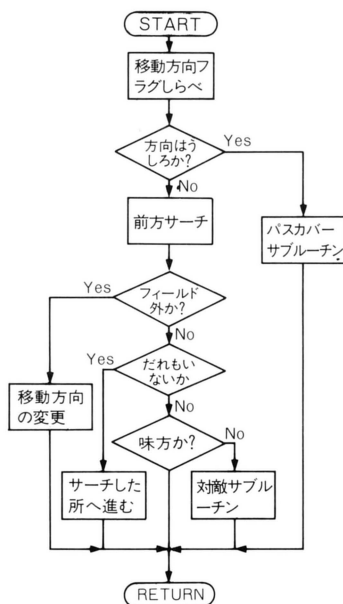 START
移動方向フ
ラグしらべ
方向はう
しろか?
Yes
No
前方サーチ
パスカバー
サブルーチン
Yes
フィールド
外か?
No
Yes
だれもい
ないか
No
移動方向
の変更
味方か?
No
サーチした
所へ進む
対敵サブル
ーチン
RETURN